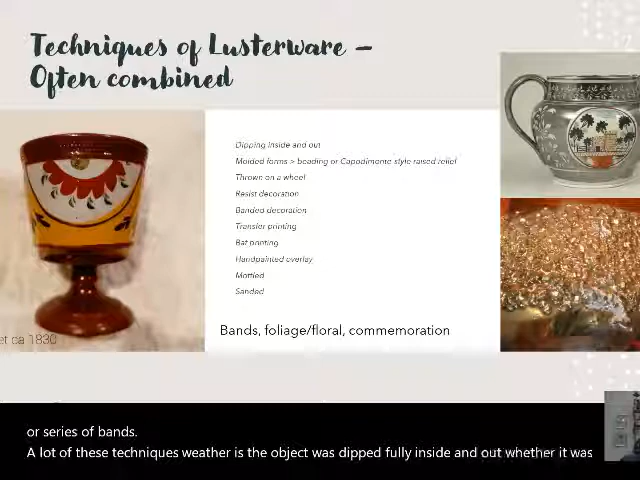 Techniques of Lusterware –
Often combined
Dipping inside and out
Molded forms > beading or Capodimonte style raised relief
Thrown on a wheel
Resist decoration
Banded decoration
Transfer printing
Bat printing
Handpainted overlay
Mottled
Sanded
Bands, foliage/floral, commemoration
et ca 1830
or series of bands.
A lot of these techniques weather is the object was dipped fully inside and out whether it was